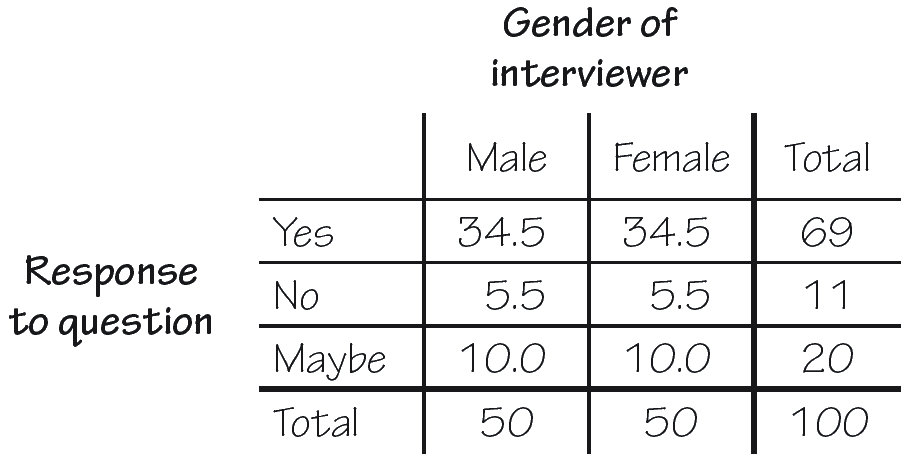 Gender of
interviewer
Male Female Total
Yes 34.5 34.5 69
Response
to question
No 5.5 5.5 11
Maybe 10.0 10.0 20
Total 50 50 100